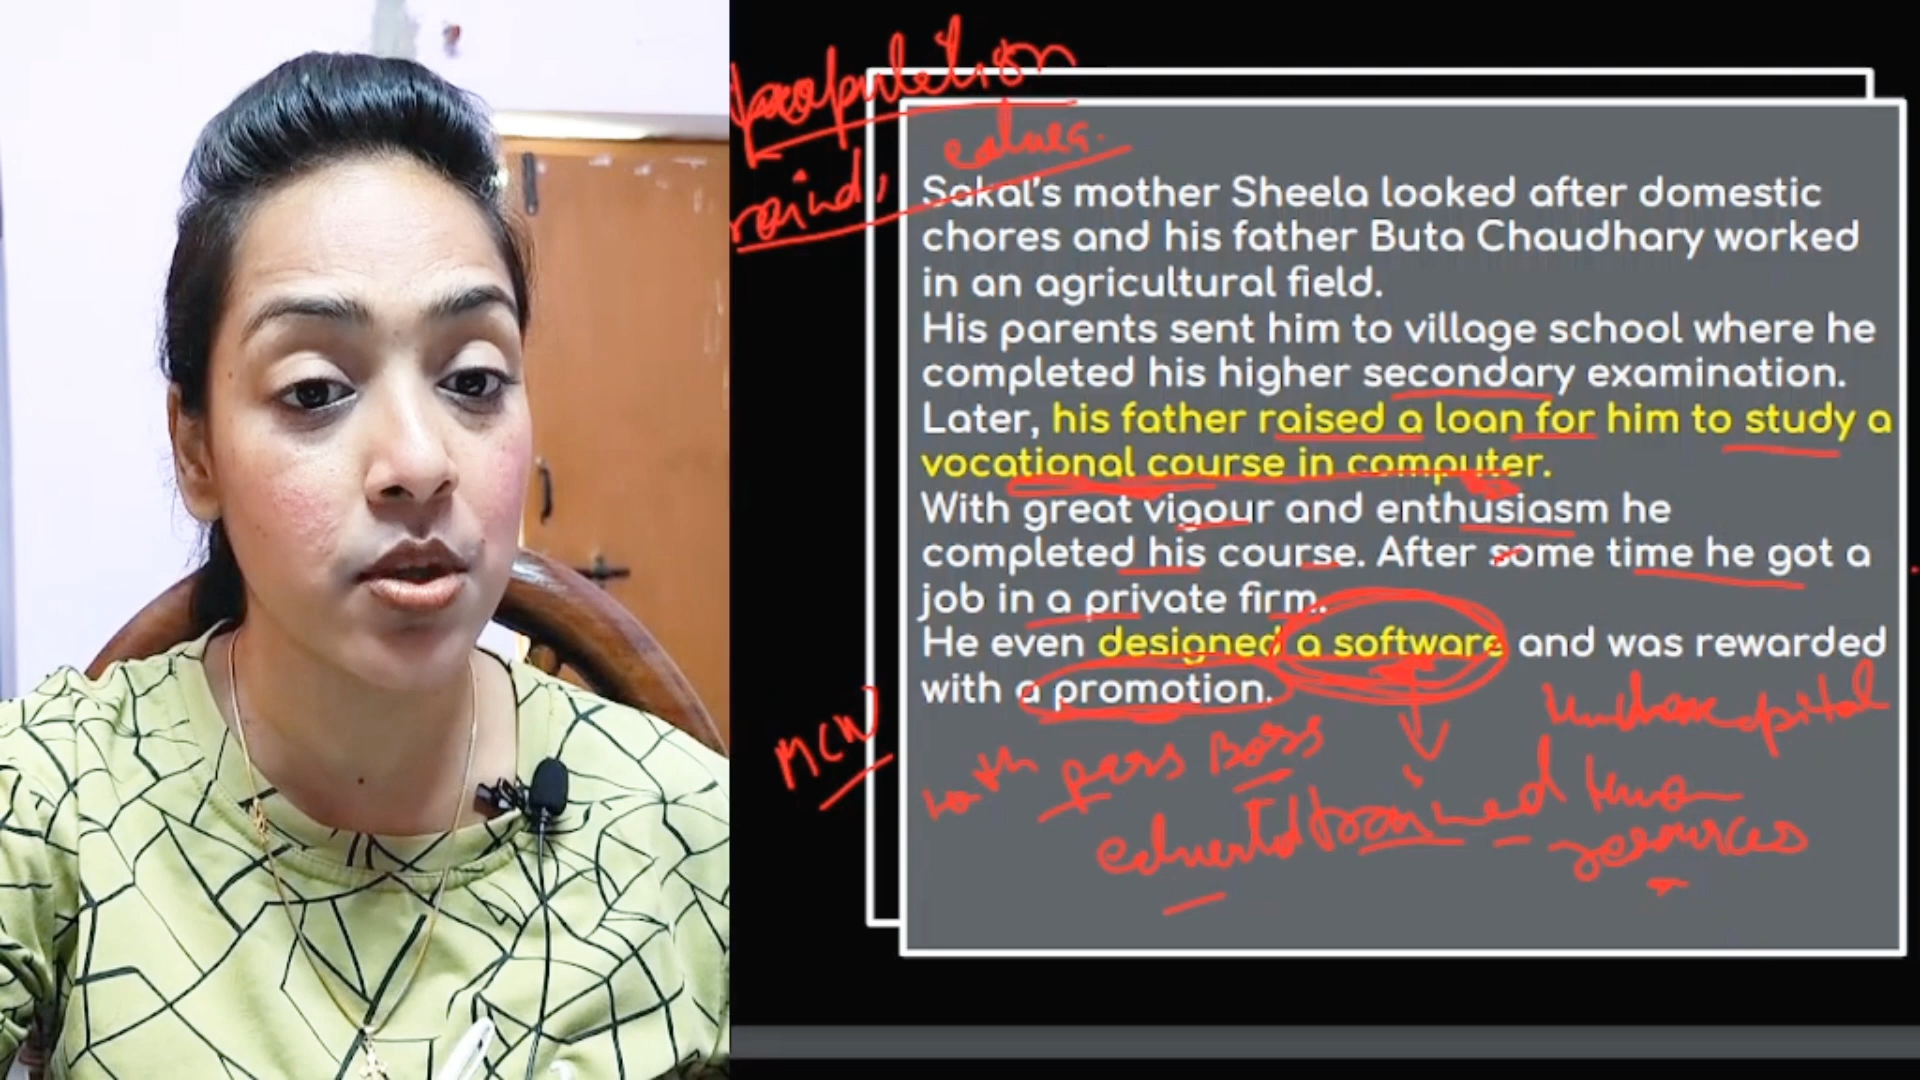 population
Sakal's mother Sheela looked after domestic
chores and his father Buta Chaudhary worked
in an agricultural field.
His parents sent him to village school where he
completed his higher secondary examination.
Later, his father raised a loan for him to study a
vocational course in computer.
With great vigour and enthusiasm he
completed his course. After some time he got a
job in a private firm.
He even designed a software and was rewarded
with a promotion.
trained
resources